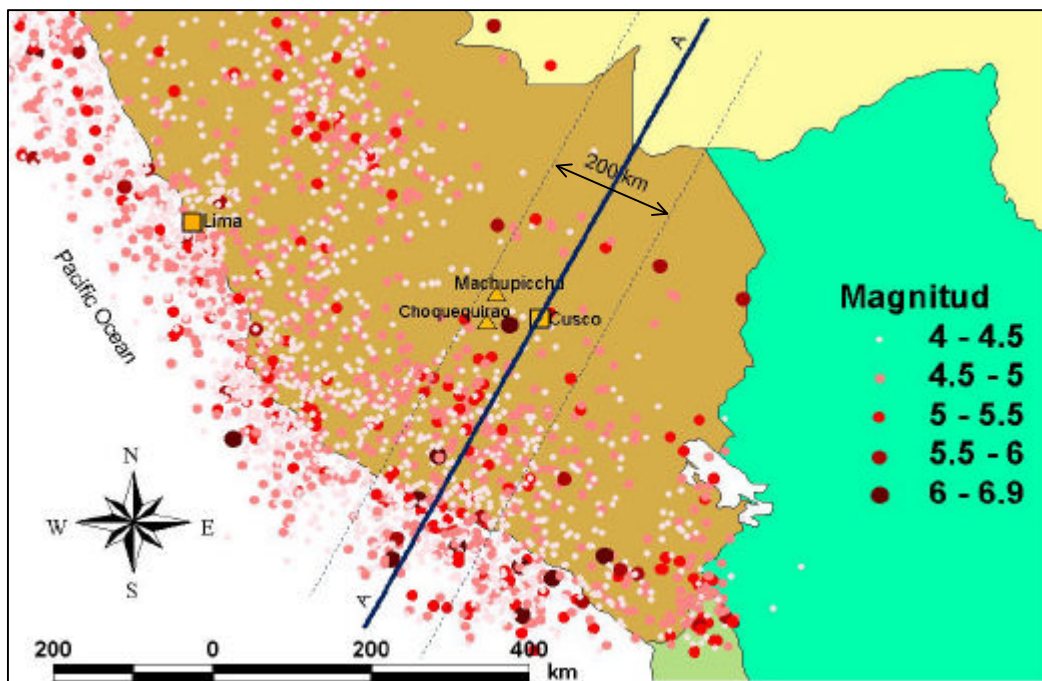 A
200 km
Lima
Machupicchu
Choquequirao
Cusco
Pacific Ocean
Magnitud
4 - 4.5
4.5 - 5
5 - 5.5
5.5 - 6
6 - 6.9
N
W E
S
A
200 0 200 400
km